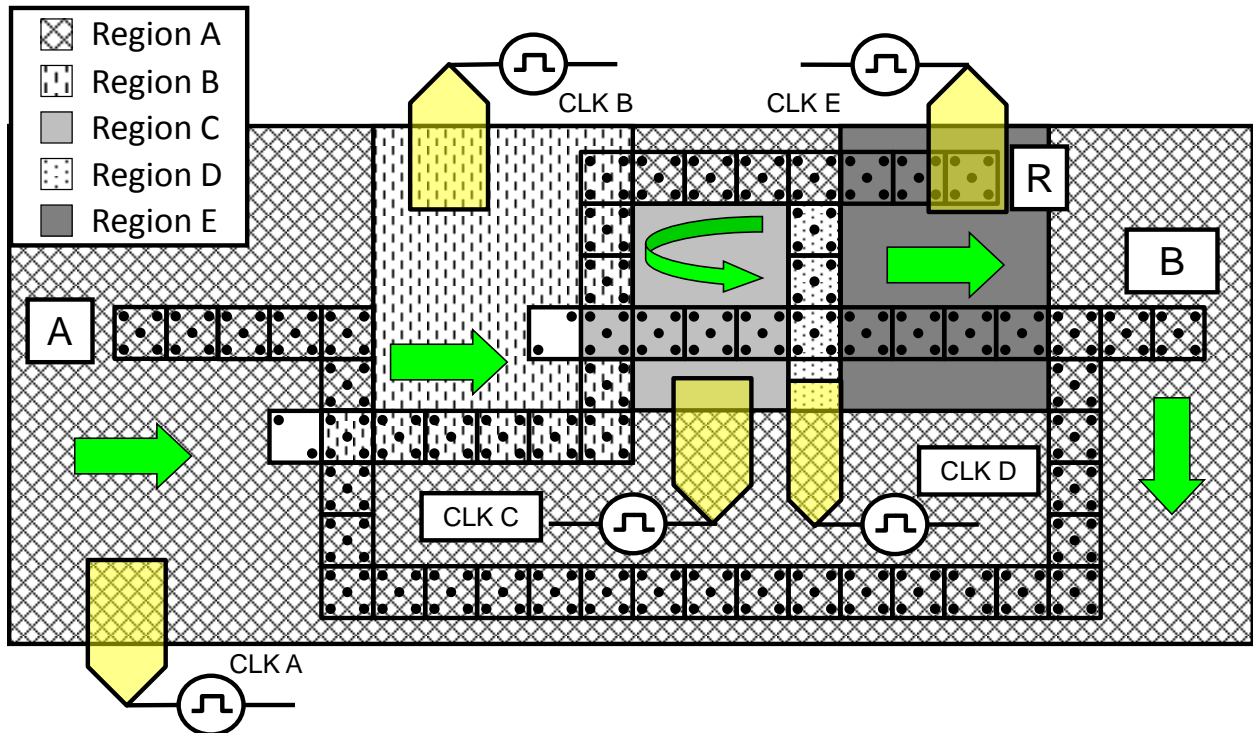 Region A
Region B
Region C
Region D
Region E
CLK B
CLK E
R
B
A
CLK D
CLK C
CLK A